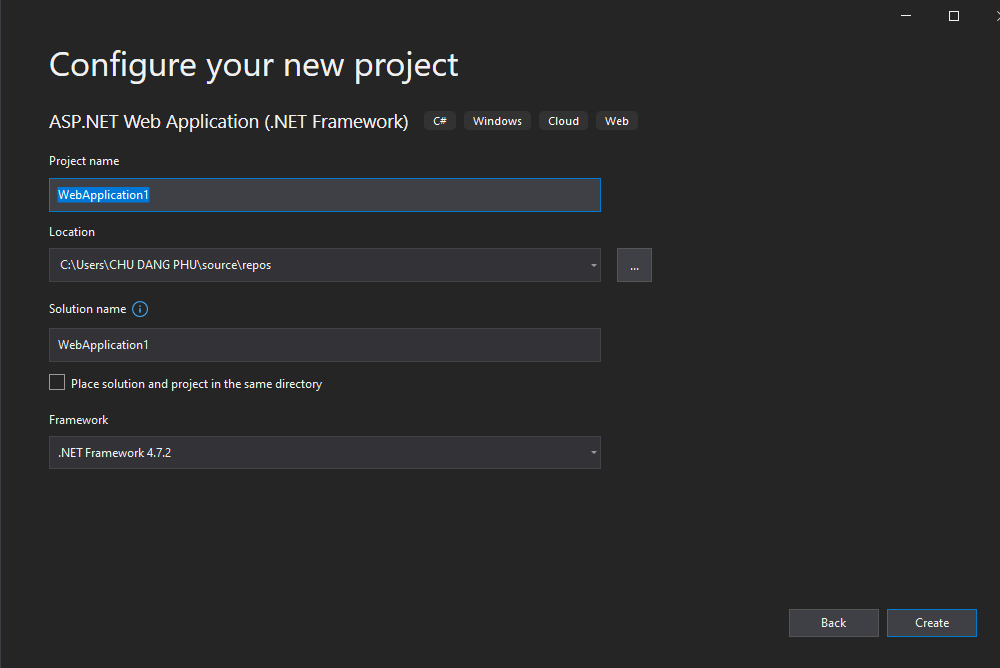 Configure your new project
ASP.NET Web Application (.NET Framework) C# Windows Cloud Web
Project name
WebApplication1
Location
C:\Users\CHU DANG PHU\source\repos
...
Solution name
WebApplication1
Place solution and project in the same directory
Framework
.NET Framework 4.7.2
Back Create